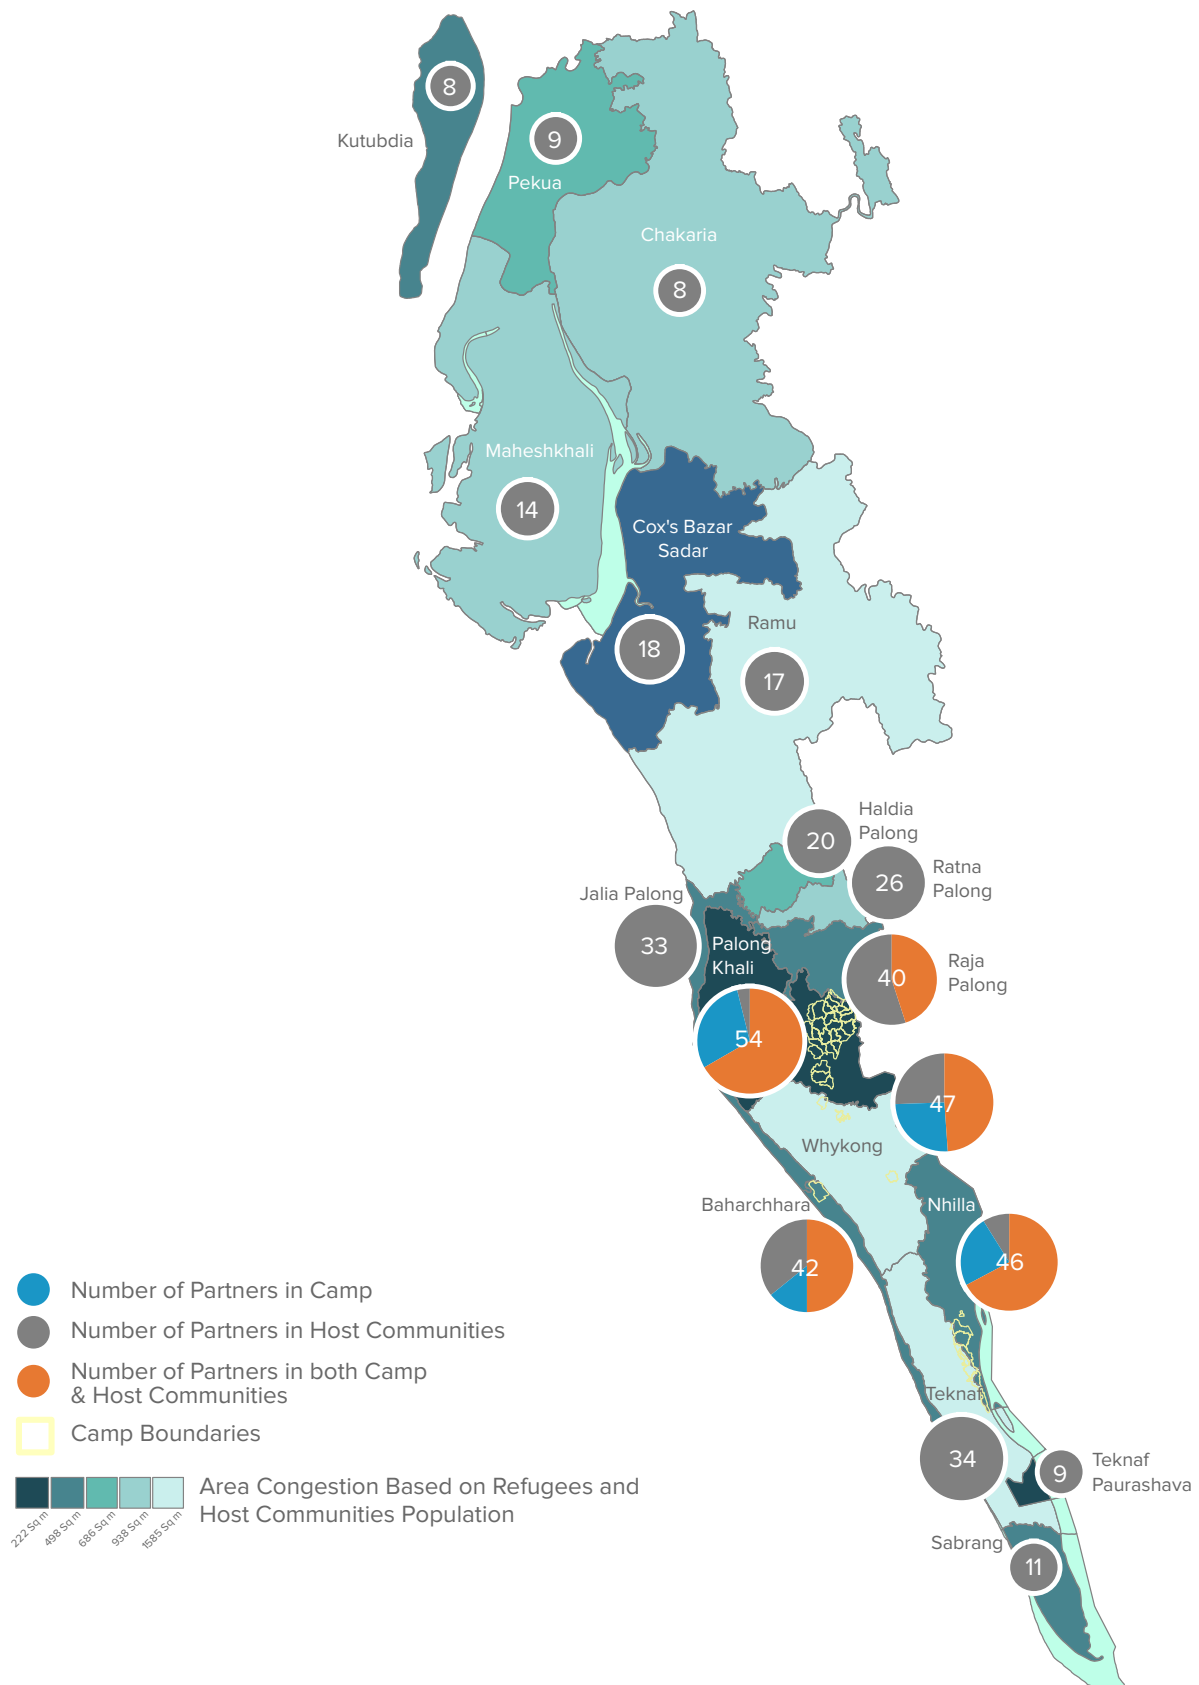 8
Kutubdia
9
Pekua
Chakaria
8
Maheshkhali
14
Cox's Bazar
Sadar
18
Ramu
17
Haldia
Palong
20
Ratna
Palong
26
Jalia Palong
33
Palong
Khali
Raja
Palong
40
54
47
Whykong
Baharchhara
42
Nhilla
46
Teknaf
34
Teknaf
Paurashava
9
Sabrang
11
Number of Partners in Camp
Number of Partners in Host Communities
Number of Partners in both Camp
& Host Communities
Camp Boundaries
Area Congestion Based on Refugees and
Host Communities Population
222 Sq m
498 Sq m
686 Sq m
938 Sq m
1585 Sq m